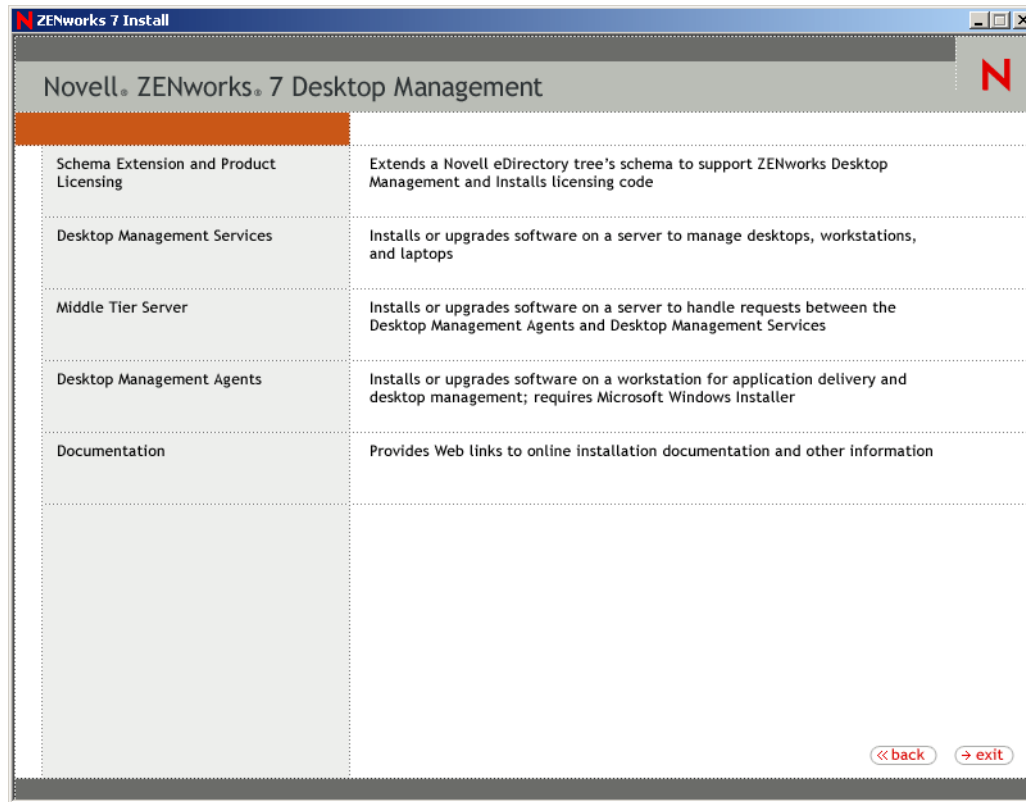 ZENworks 7 Install
Novell® ZENworks® 7 Desktop Management
N
Schema Extension and Product
Licensing
Extends a Novell eDirectory tree's schema to support ZENworks Desktop
Management and Installs licensing code
Desktop Management Services
Installs or upgrades software on a server to manage desktops, workstations,
and laptops
Middle Tier Server
Installs or upgrades software on a server to handle requests between the
Desktop Management Agents and Desktop Management Services
Desktop Management Agents
Installs or upgrades software on a workstation for application delivery and
desktop management; requires Microsoft Windows Installer
Documentation
Provides Web links to online installation documentation and other information
back
exit